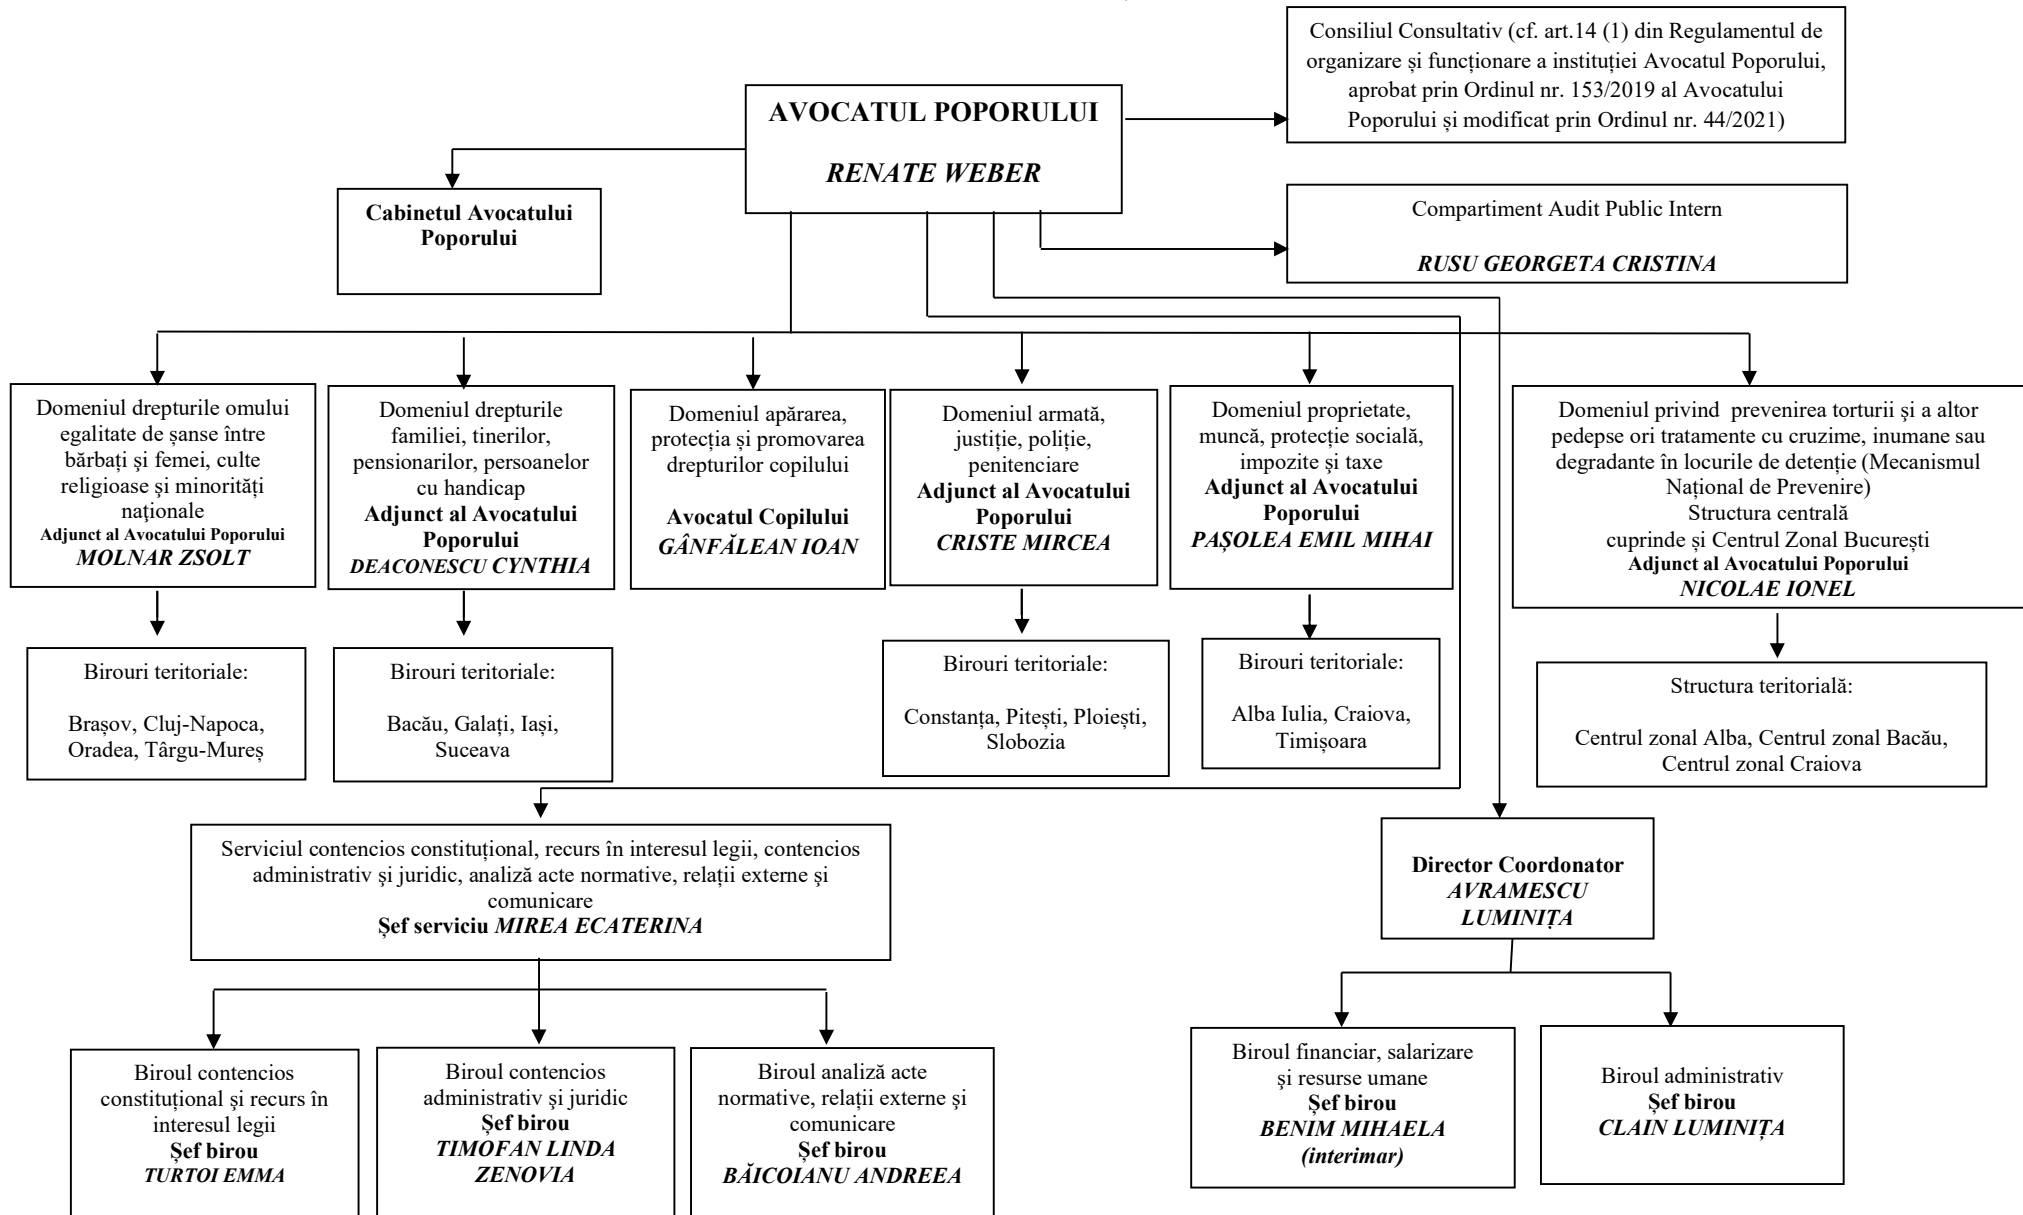 Consiliul Consultativ (cf. art.14 (1) din Regulamentul de
organizare și funcționare a instituției Avocatul Poporului,
aprobat prin Ordinul nr. 153/2019 al Avocatului
Poporului și modificat prin Ordinul nr. 44/2021)
AVOCATUL POPORULUI
RENATE WEBER
Cabinetul Avocatului
Poporului
Compartiment Audit Public Intern
RUSU GEORGETA CRISTINA
Domeniul drepturile omului
egalitate de șanse între
bărbați şi femei, culte
religioase şi minorități
naţionale
Adjunct al Avocatului Poporului
MOLNAR ZSOLT
Domeniul drepturile
familiei, tinerilor,
pensionarilor, persoanelor
cu handicap
Adjunct al Avocatului
Poporului
DEACONESCU CYNTHIA
Domeniul apărarea,
protecția și promovarea
drepturilor copilului
Avocatul Copilului
GÂNFĂLEAN IOAN
Domeniul armată,
justiție, poliție,
penitenciare
Adjunct al Avocatului
Poporului
CRISTE MIRCEA
Domeniul proprietate,
muncă, protecție socială,
impozite şi taxe
Adjunct al Avocatului
Poporului
PAȘOLEA EMIL MIHAI
Domeniul privind prevenirea torturii şi a altor
pedepse ori tratamente cu cruzime, inumane sau
degradante în locurile de detenție (Mecanismul
Național de Prevenire)
Structura centrală
cuprinde și Centrul Zonal București
Adjunct al Avocatului Poporului
NICOLAE IONEL
Birouri teritoriale:
Brașov, Cluj-Napoca,
Oradea, Târgu-Mureș
Birouri teritoriale:
Bacău, Galați, Iași,
Suceava
Birouri teritoriale:
Constanța, Pitești, Ploiești,
Slobozia
Birouri teritoriale:
Alba Iulia, Craiova,
Timișoara
Structura teritorială:
Centrul zonal Alba, Centrul zonal Bacău,
Centrul zonal Craiova
Serviciul contencios constituțional, recurs în interesul legii, contencios
administrativ şi juridic, analiză acte normative, relații externe şi
comunicare
Șef serviciu MIREA ECATERINA
Director Coordonator
AVRAMESCU
LUMINIȚA
Biroul contencios
constituțional şi recurs în
interesul legii
Șef birou
TURTOI EMMA
Biroul contencios
administrativ şi juridic
Șef birou
TIMOFAN LINDA
ZENOVIA
Biroul analiză acte
normative, relații externe şi
comunicare
Șef birou
BĂICOIANU ANDREEA
Biroul financiar, salarizare
şi resurse umane
Șef birou
BENIM MIHAELA
(interimar)
Biroul administrativ
Șef birou
CLAIN LUMINIȚA